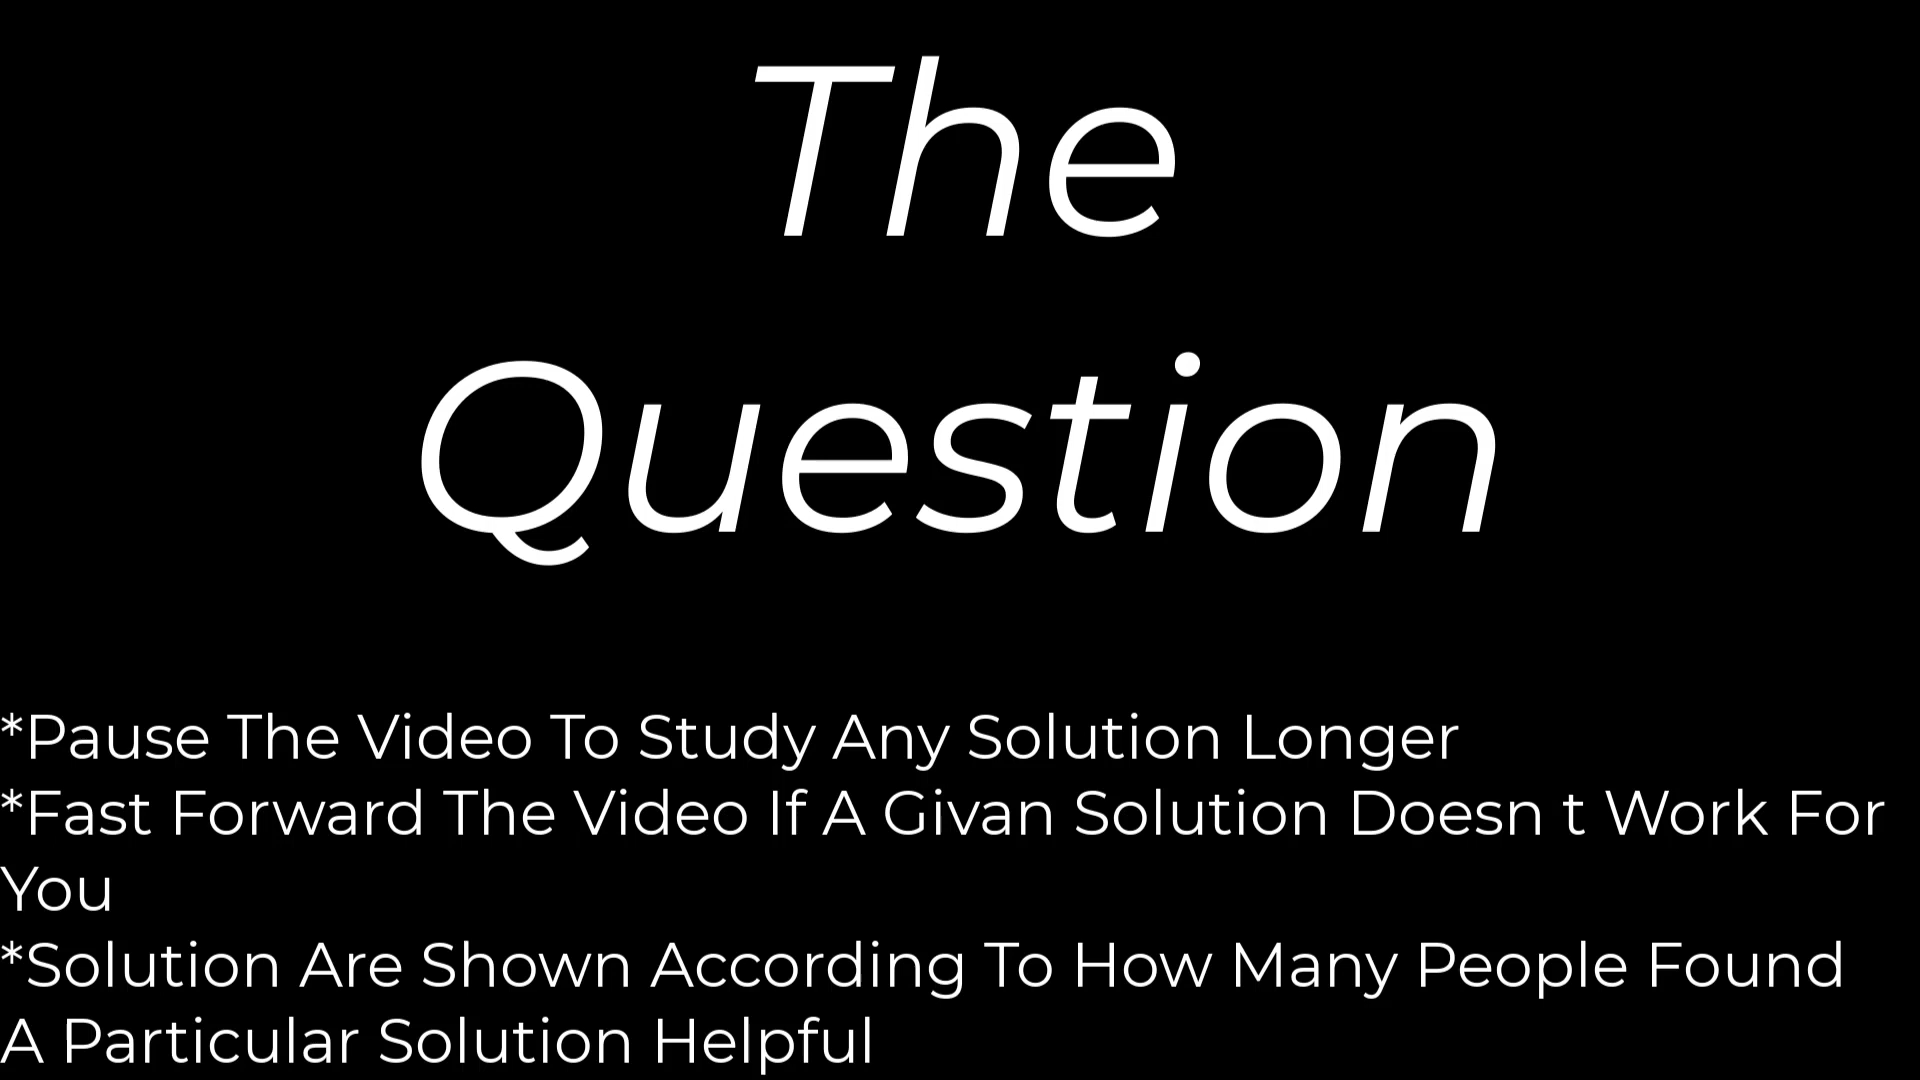 The
Question
*Pause The Video To Study Any Solution Longer
*Fast Forward The Video If A Givan Solution Doesn t Work For
You
*Solution Are Shown According To How Many People Found
A Particular Solution Helpful